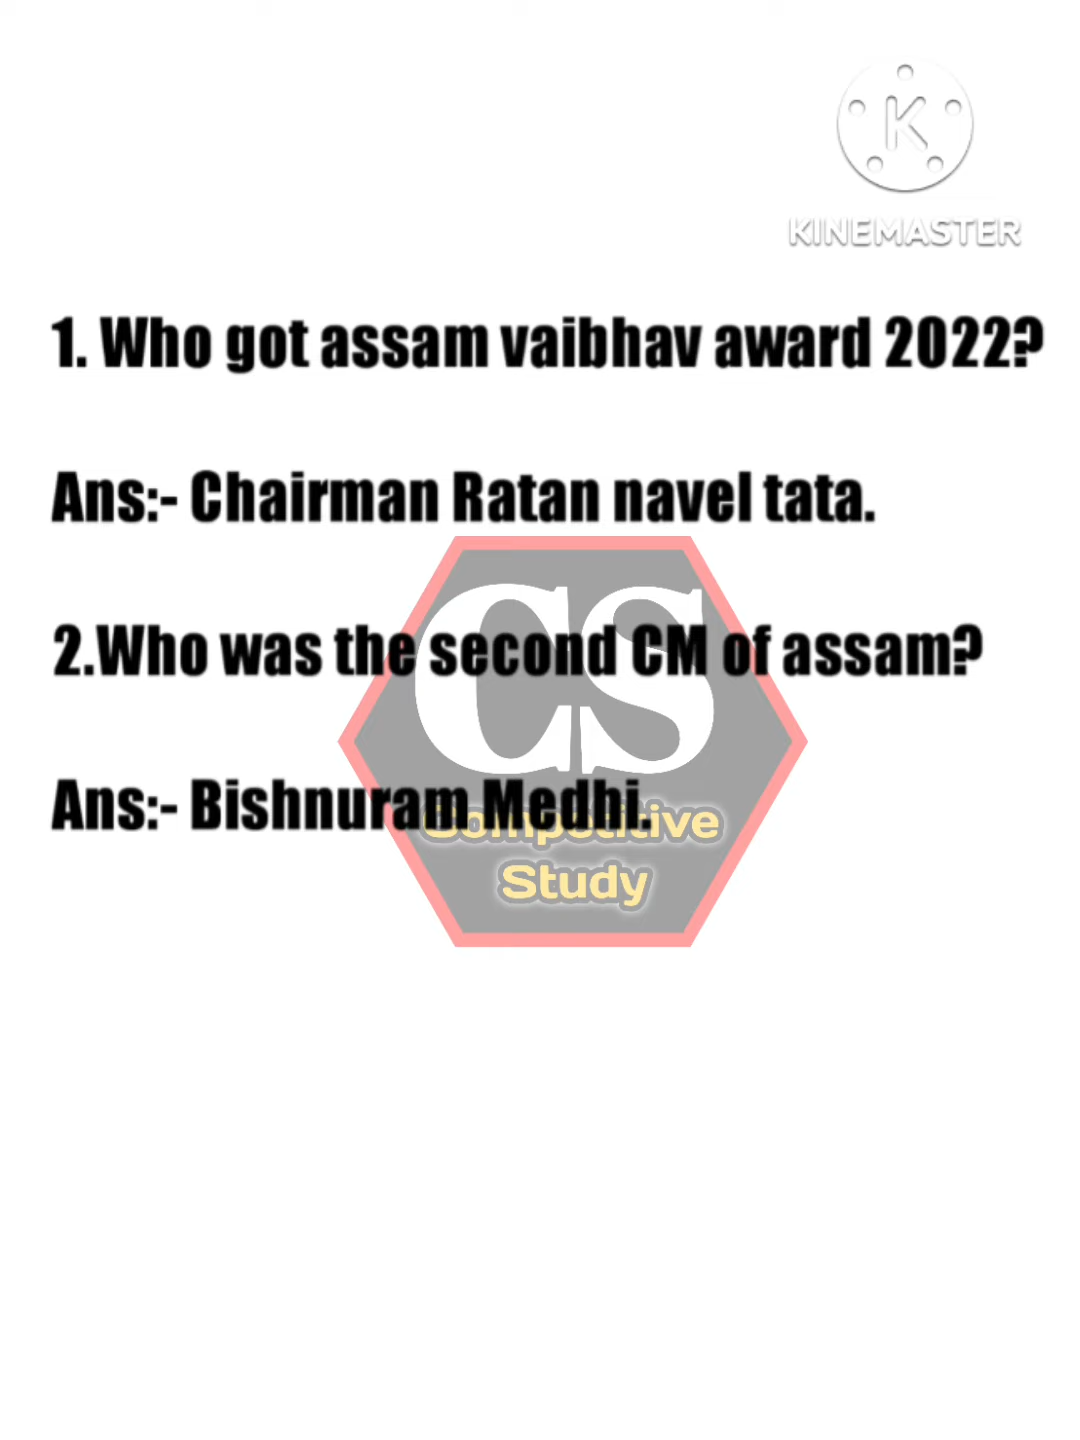 KINEMASTER
1. Who got assam vaibhav award 2022?
Ans:- Chairman Ratan navel tata.
2.Who was the second CM of assam?
Ans:- Bishnuram Medhi.
CS
Competitive
Study